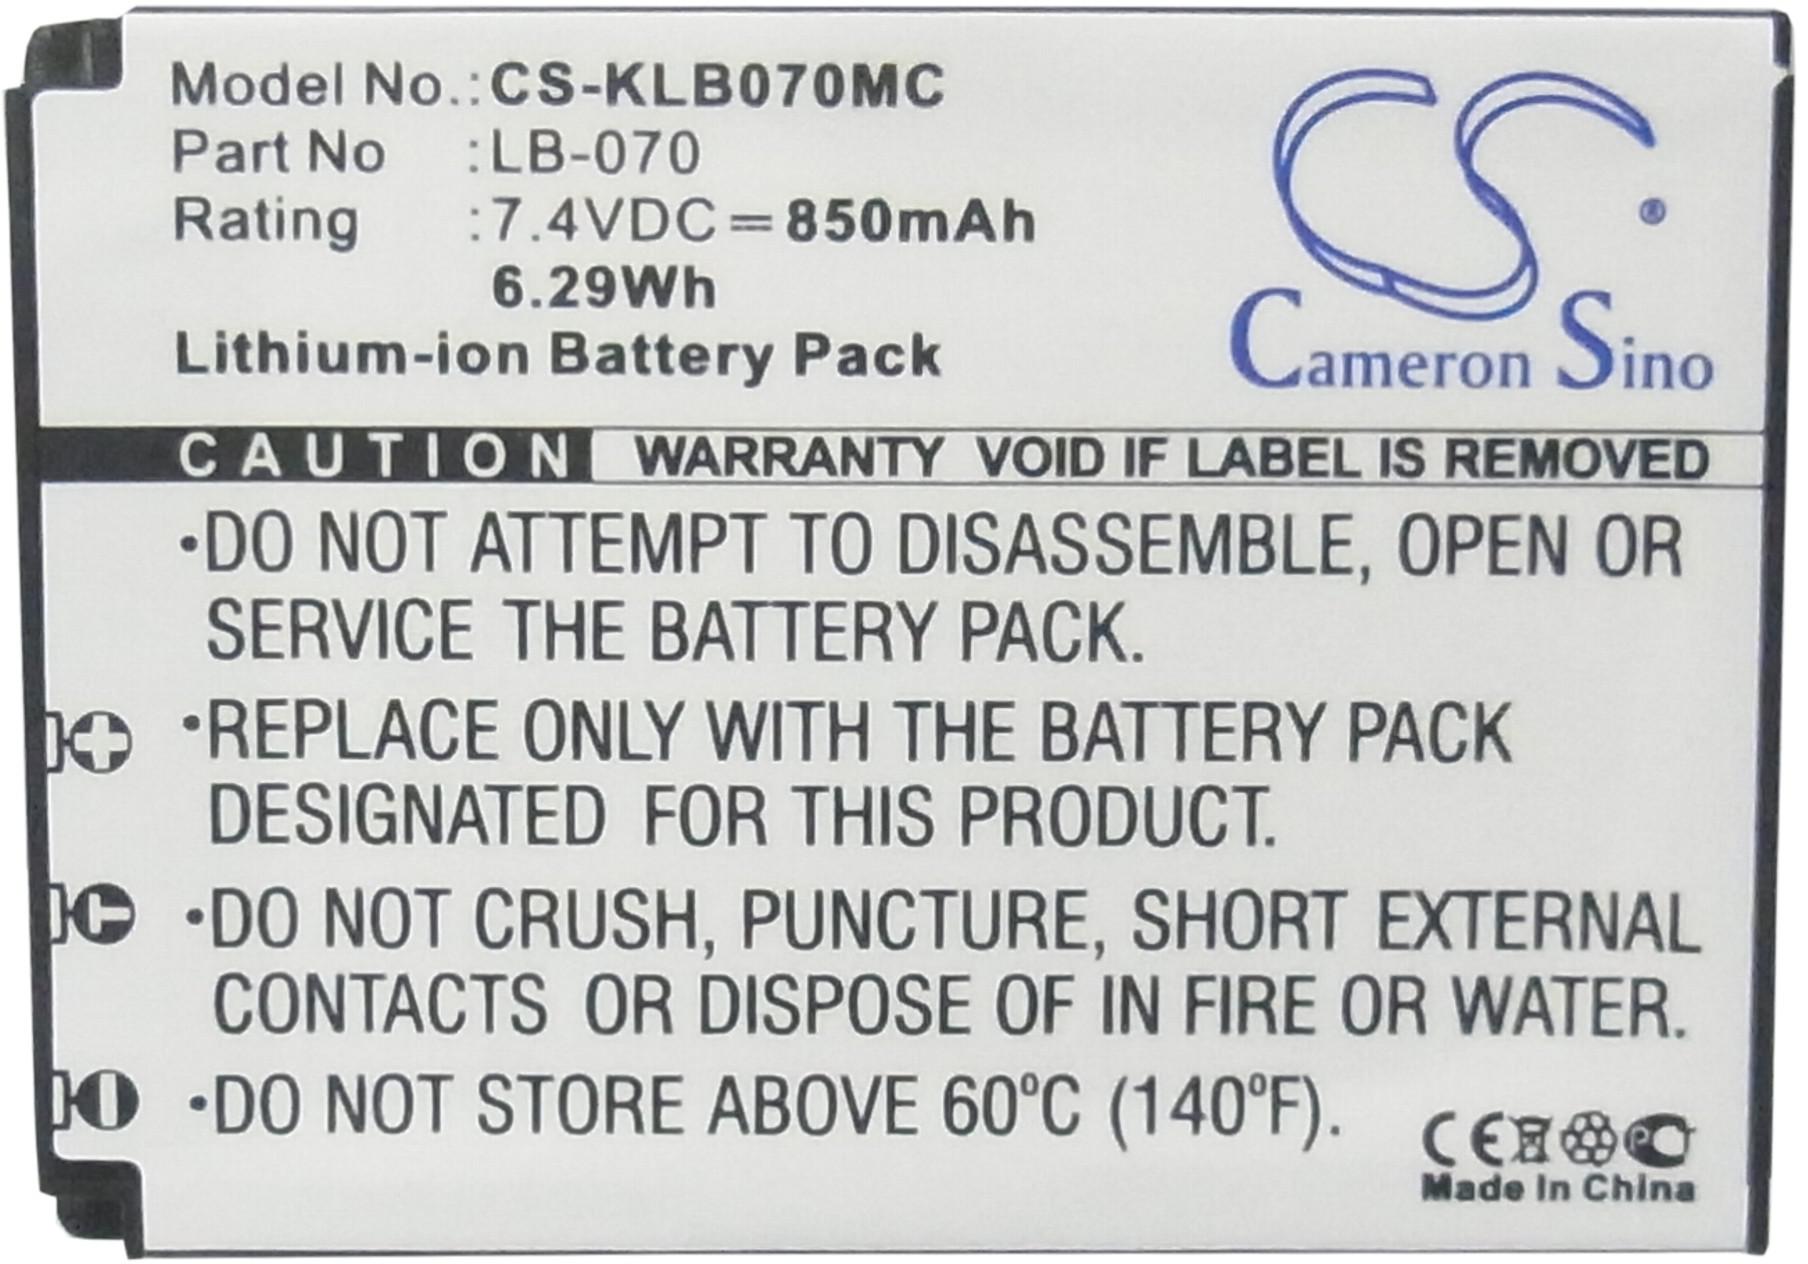 Model No.:CS-KLB070MC
Part No :LB-070
Rating :7.4VDC=850mAh
6.29Wh
Lithium-ion Battery Pack
CS®
Cameron Sino
CAUTION WARRANTY VOID IF LABEL IS REMOVED
•DO NOT ATTEMPT TO DISASSEMBLE, OPEN OR
SERVICE THE BATTERY PACK.
•REPLACE ONLY WITH THE BATTERY PACK
DESIGNATED FOR THIS PRODUCT.
•DO NOT CRUSH, PUNCTURE, SHORT EXTERNAL
CONTACTS OR DISPOSE OF IN FIRE OR WATER.
•DO NOT STORE ABOVE 60ºC (140ºF).
C
CE PC
Made In China